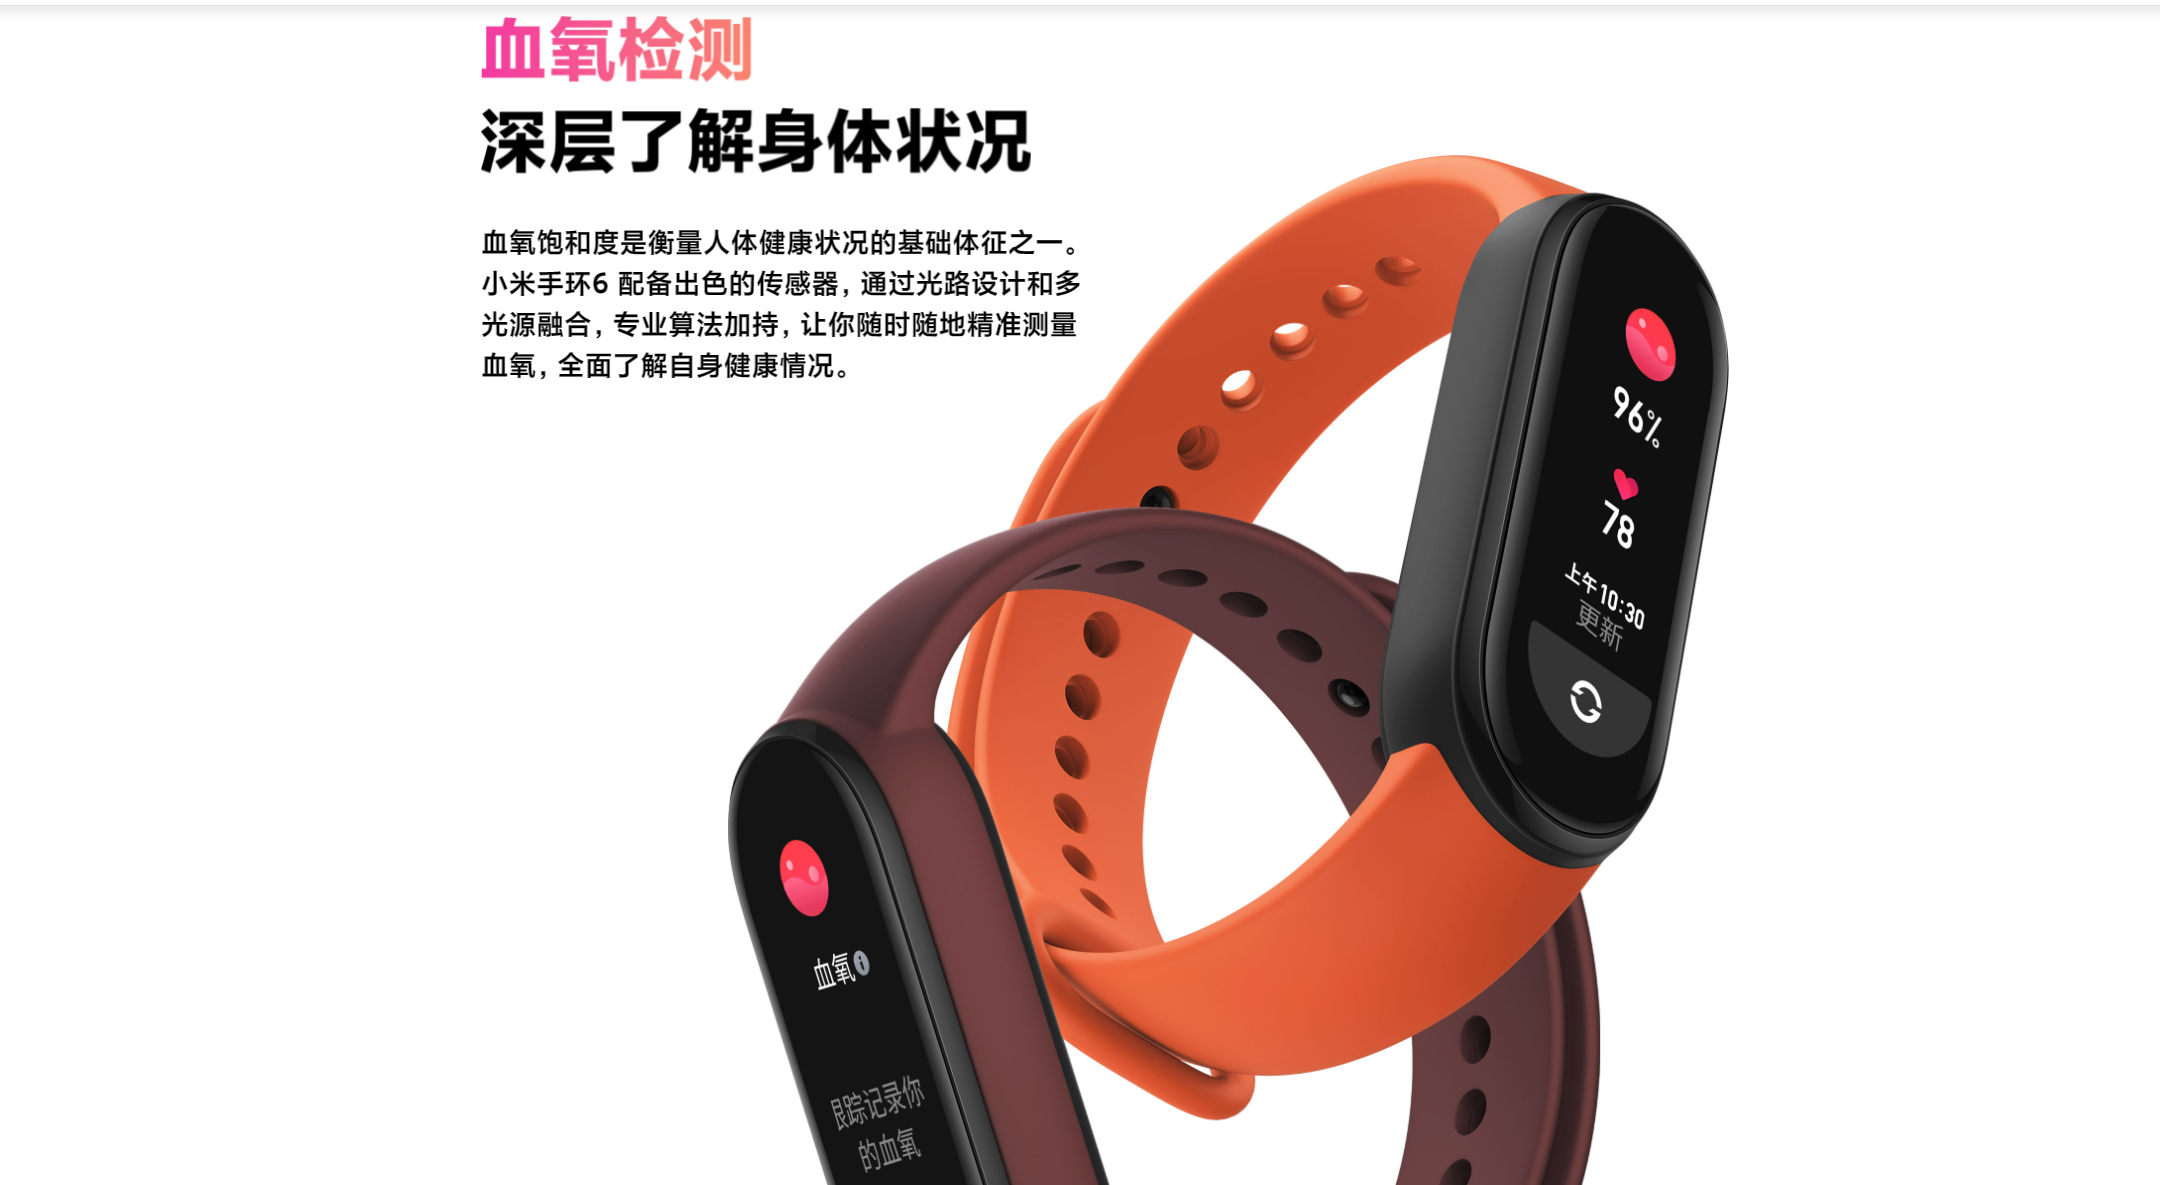 血氧检测
深层了解身体状况
血氧饱和度是衡量人体健康状况的基础体征之一。
小米手环6 配备出色的传感器, 通过光路设计和多
光源融合, 专业算法加持, 让你随时随地精准测量
血氧, 全面了解自身健康情况。
96%
78
上午10:30
更新
血氧
跟踪记录你
的血氧